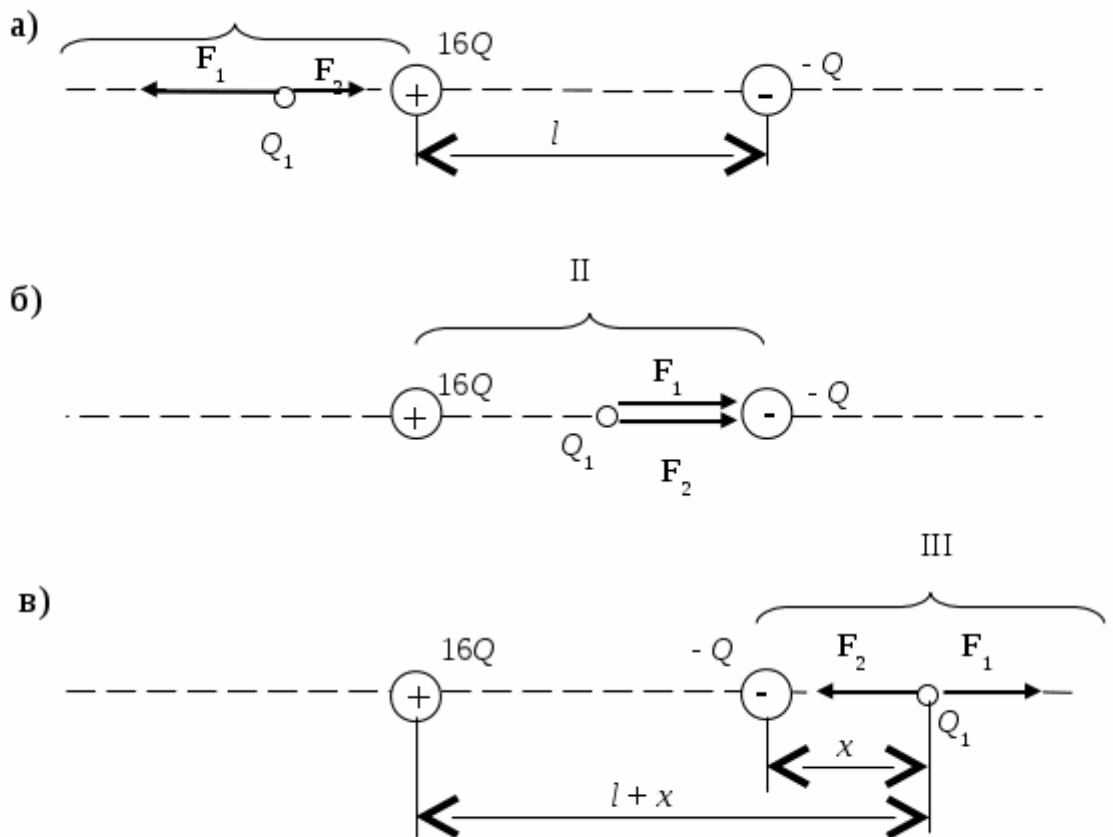 а)
16Q
- Q
F₁
F₂
+
-
Q₁
l
II
б)
16Q
F₁
- Q
+
-
Q₁
F₂
III
в)
16Q
- Q
F₂
F₁
+
-
Q₁
x
l + x